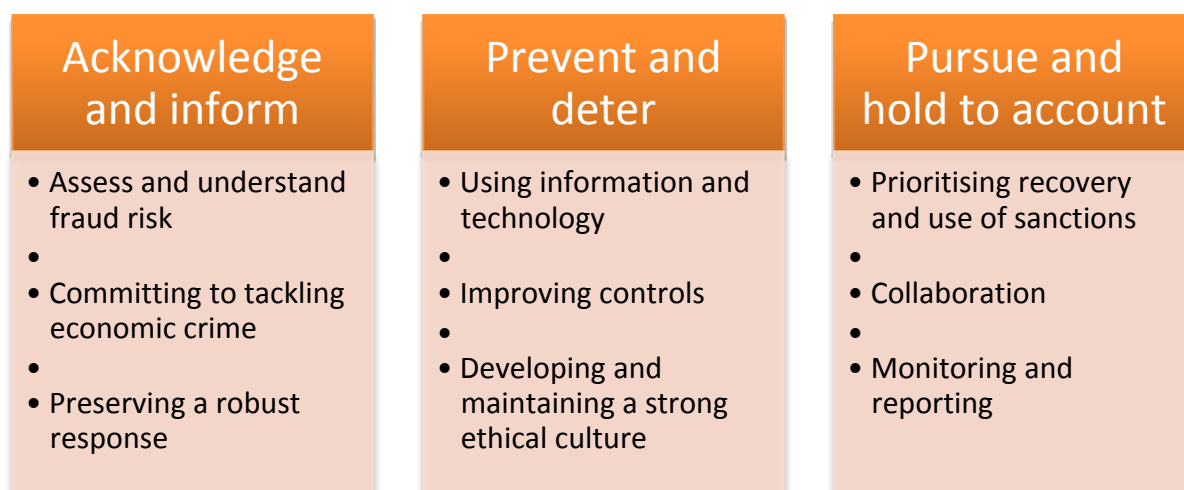 Acknowledge
and inform
• Assess and understand
fraud risk
•
• Committing to tackling
economic crime
•
• Preserving a robust
response
Prevent and
deter
• Using information and
technology
•
• Improving controls
•
• Developing and
maintaining a strong
ethical culture
Pursue and
hold to account
• Prioritising recovery
and use of sanctions
•
• Collaboration
•
• Monitoring and
reporting